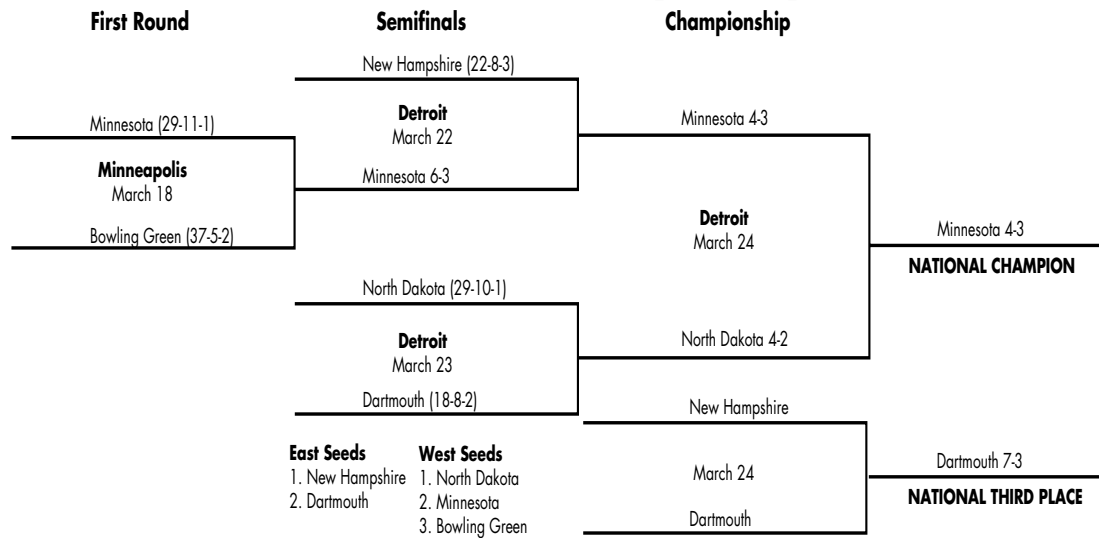 First Round
Semifinals
Championship
New Hampshire (22-8-3)
Minnesota (29-11-1)
Detroit
March 22
Minnesota 4-3
Minneapolis
March 18
Minnesota 6-3
Bowling Green (37-5-2)
Detroit
March 24
Minnesota 4-3
NATIONAL CHAMPION
North Dakota (29-10-1)
Detroit
March 23
North Dakota 4-2
Dartmouth (18-8-2)
New Hampshire
East Seeds
1. New Hampshire
2. Dartmouth
West Seeds
1. North Dakota
2. Minnesota
3. Bowling Green
March 24
Dartmouth 7-3
NATIONAL THIRD PLACE
Dartmouth